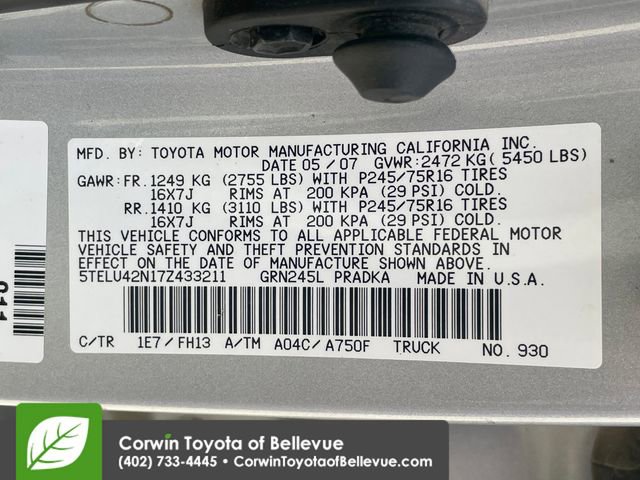 MFD. BY: TOYOTA MOTOR MANUFACTURING CALIFORNIA INC.
DATE 05 / 07 GVWR: 2472 KG ( 5450 LBS)
GAWR: FR. 1249 KG (2755 LBS) WITH P245/75R16 TIRES
16X7J RIMS AT 200 KPA (29 PSI) COLD.
RR. 1410 KG (3110 LBS) WITH P245/75R16 TIRES
16X7J RIMS AT 200 KPA (29 PSI) COLD.
THIS VEHICLE CONFORMS TO ALL APPLICABLE FEDERAL MOTOR
VEHICLE SAFETY AND THEFT PREVENTION STANDARDS IN
EFFECT ON THE DATE OF MANUFACTURE SHOWN ABOVE.
5TELU42N17Z433211 GRN245L PRADKA MADE IN U.S.A.
C/TR 1E7 / FH13 A/TM A04C / A750F TRUCK NO. 930
Corwin Toyota of Bellevue
(402) 733-4445 • CorwinToyotaofBellevue.com